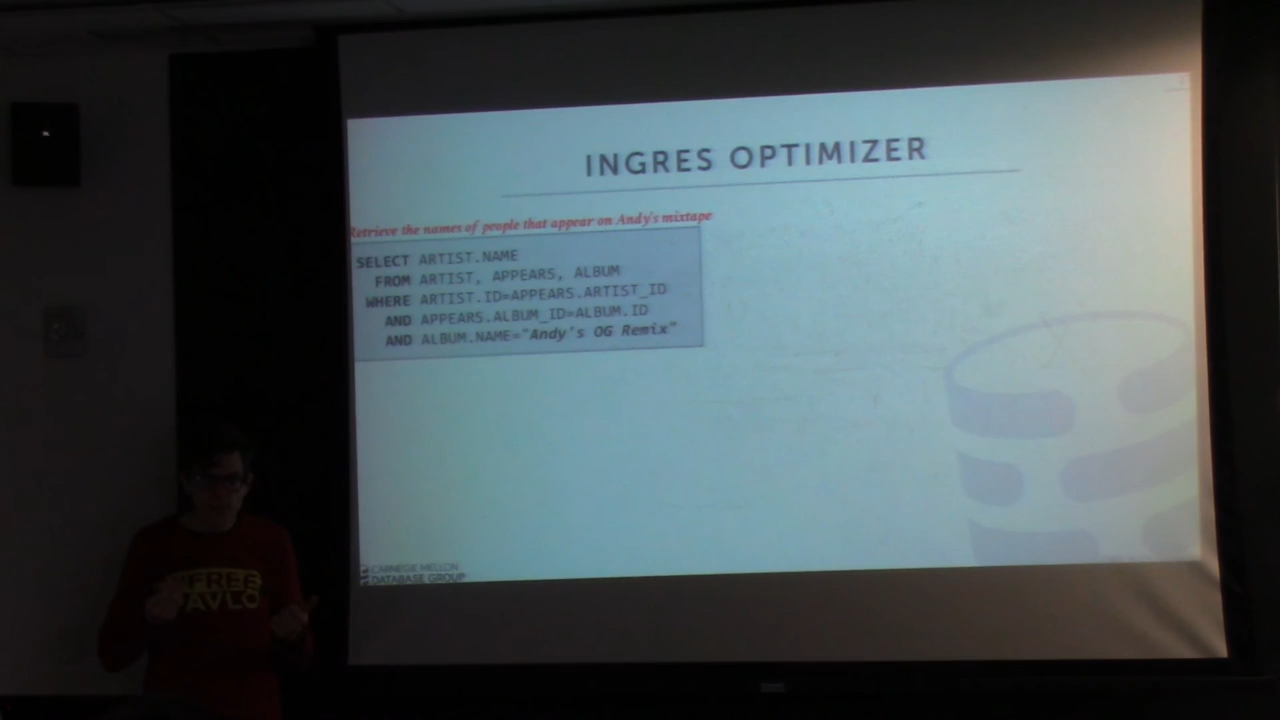 INGRES OPTIMIZER
Retrieve the names of people that appear on Andy's mixtape
SELECT ARTIST.NAME
FROM ARTIST, APPEARS, ALBUM
WHERE ARTIST.ID=APPEARS.ARTIST_ID
AND APPEARS.ALBUM_ID=ALBUM.ID
AND ALBUM.NAME="Andy's OG Remix"
CARNEGIE MELLON
DATABASE GROUP
FREE
PAVLO